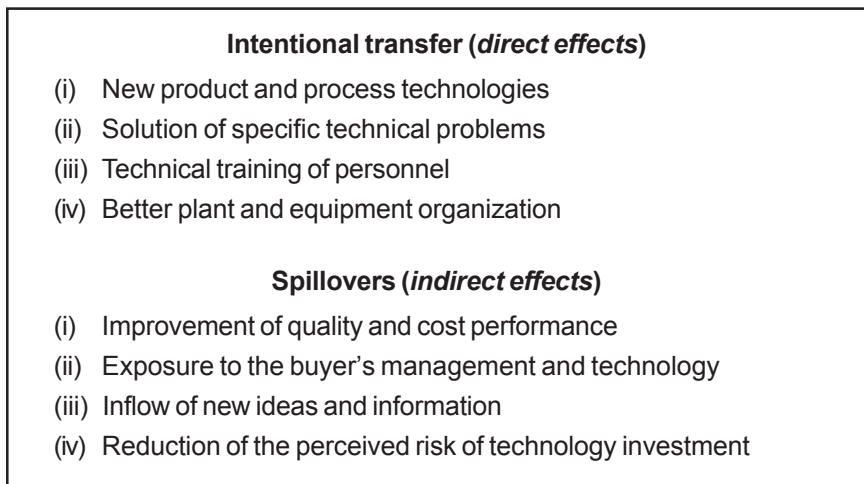 Intentional transfer (direct effects)
(i) New product and process technologies
(ii) Solution of specific technical problems
(iii) Technical training of personnel
(iv) Better plant and equipment organization
Spillovers (indirect effects)
(i) Improvement of quality and cost performance
(ii) Exposure to the buyer’s management and technology
(iii) Inflow of new ideas and information
(iv) Reduction of the perceived risk of technology investment